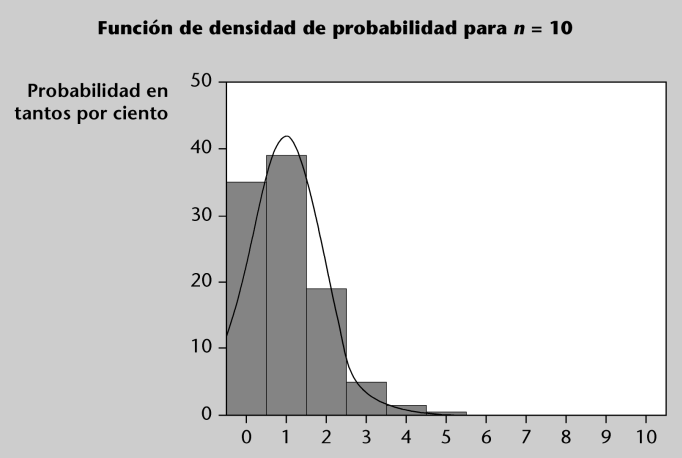 Función de densidad de probabilidad para n = 10
Probabilidad en
tantos por ciento
50
40
30
20
10
0
0 1 2 3 4 5 6 7 8 9 10